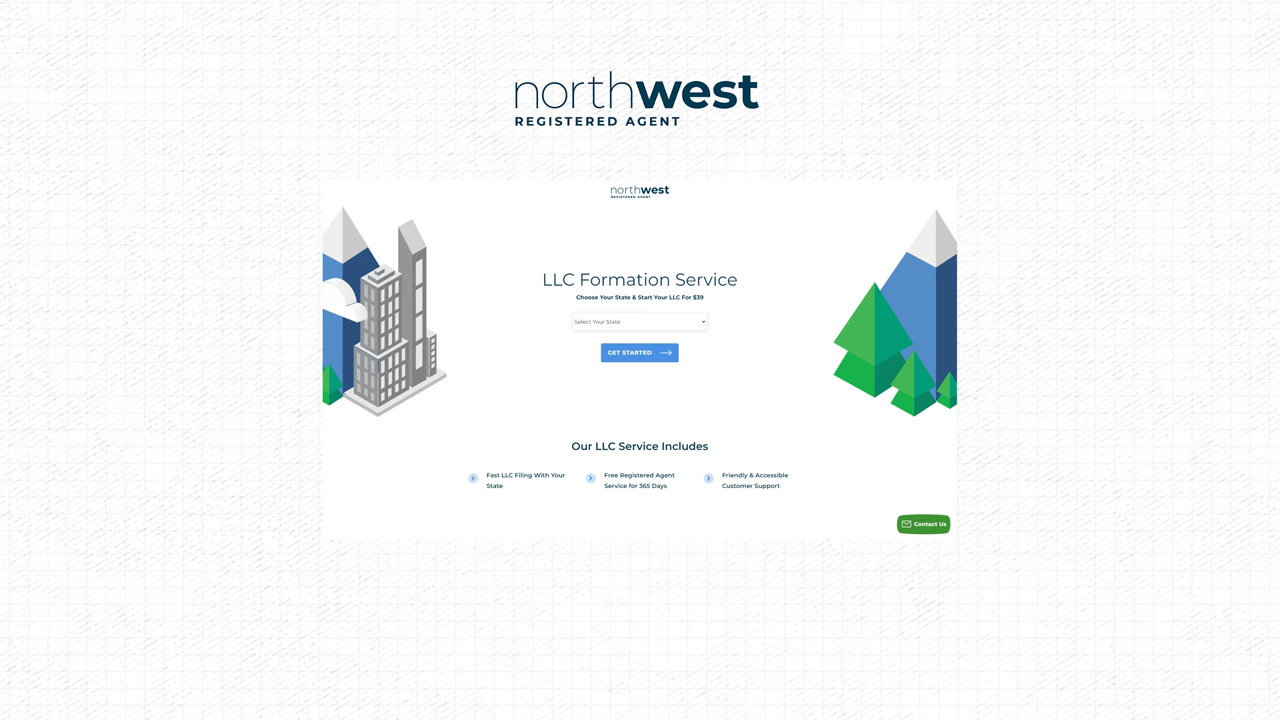 northwest
REGISTERED AGENT
northwest
REGISTERED AGENT
LLC Formation Service
Choose Your State & Start Your LLC For $39
Select Your State
GET STARTED
Our LLC Service Includes
Fast LLC Filing With Your
State
Free Registered Agent
Service for 365 Days
Friendly & Accessible
Customer Support
Contact Us